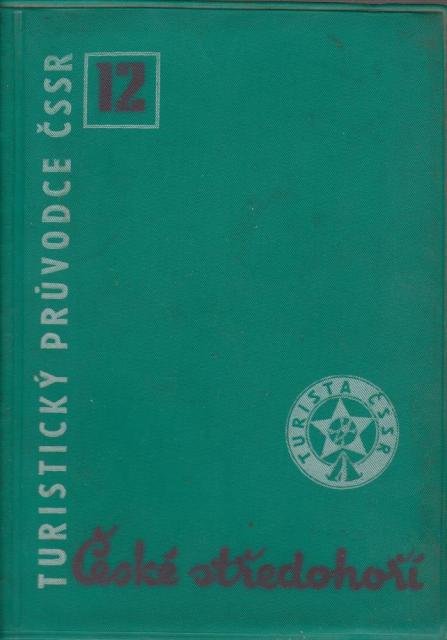 TURISTICKÝ PRŮVODCE ČSSR
12
TURISTA ČSSR
České středohoří